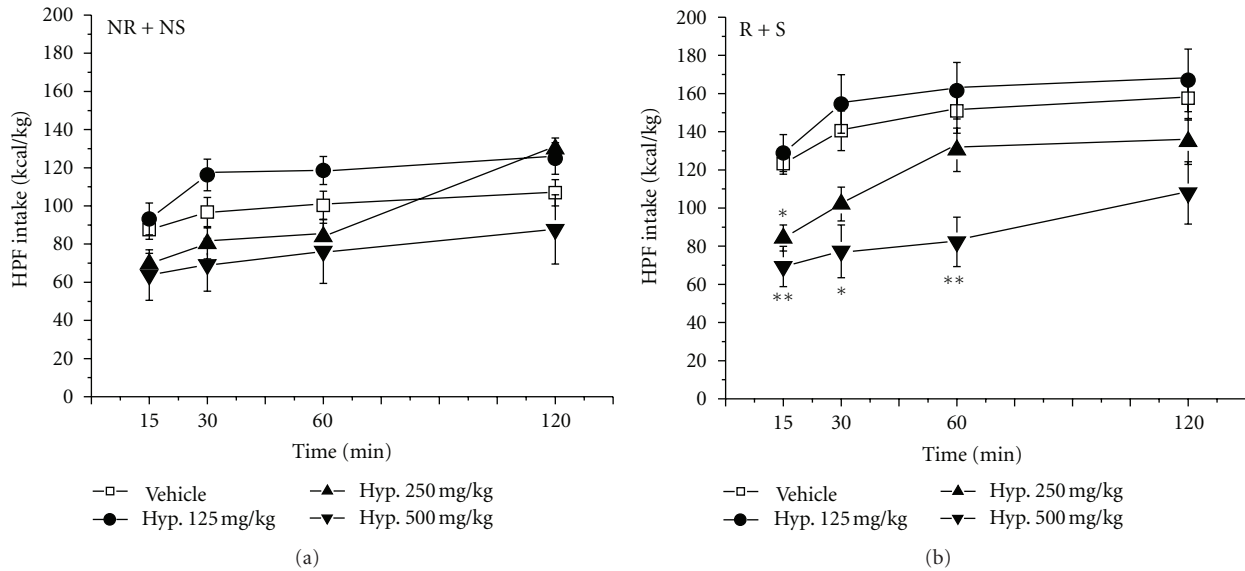 NR + NS
HPF intake (kcal/kg)
200
180
160
140
120
100
80
60
40
20
0
15 30 60 120
Time (min)
Vehicle
Hyp. 125 mg/kg
Hyp. 250 mg/kg
Hyp. 500 mg/kg
(a)
R + S
HPF intake (kcal/kg)
200
180
160
140
120
100
80
60
40
20
0
*
** * **
15 30 60 120
Time (min)
Vehicle
Hyp. 125 mg/kg
Hyp. 250 mg/kg
Hyp. 500 mg/kg
(b)